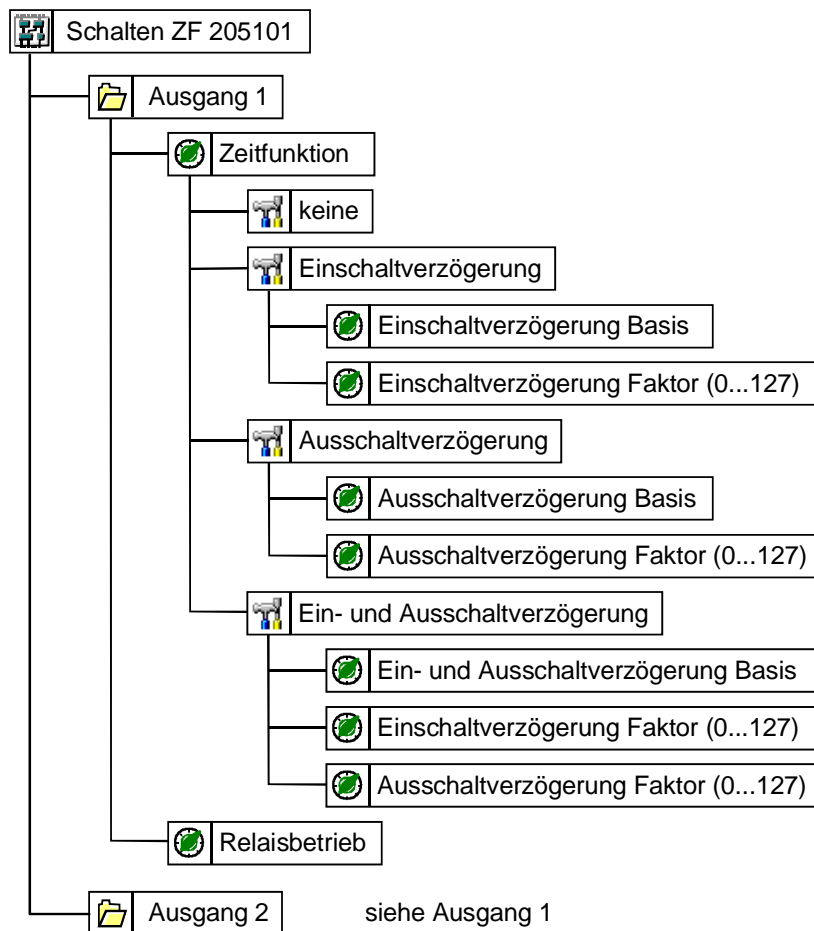 Schalten ZF 205101
Ausgang 1
Zeitfunktion
keine
Einschaltverzögerung
Einschaltverzögerung Basis
Einschaltverzögerung Faktor (0...127)
Ausschaltverzögerung
Ausschaltverzögerung Basis
Ausschaltverzögerung Faktor (0...127)
Ein- und Ausschaltverzögerung
Ein- und Ausschaltverzögerung Basis
Einschaltverzögerung Faktor (0...127)
Ausschaltverzögerung Faktor (0...127)
Relaisbetrieb
Ausgang 2 siehe Ausgang 1